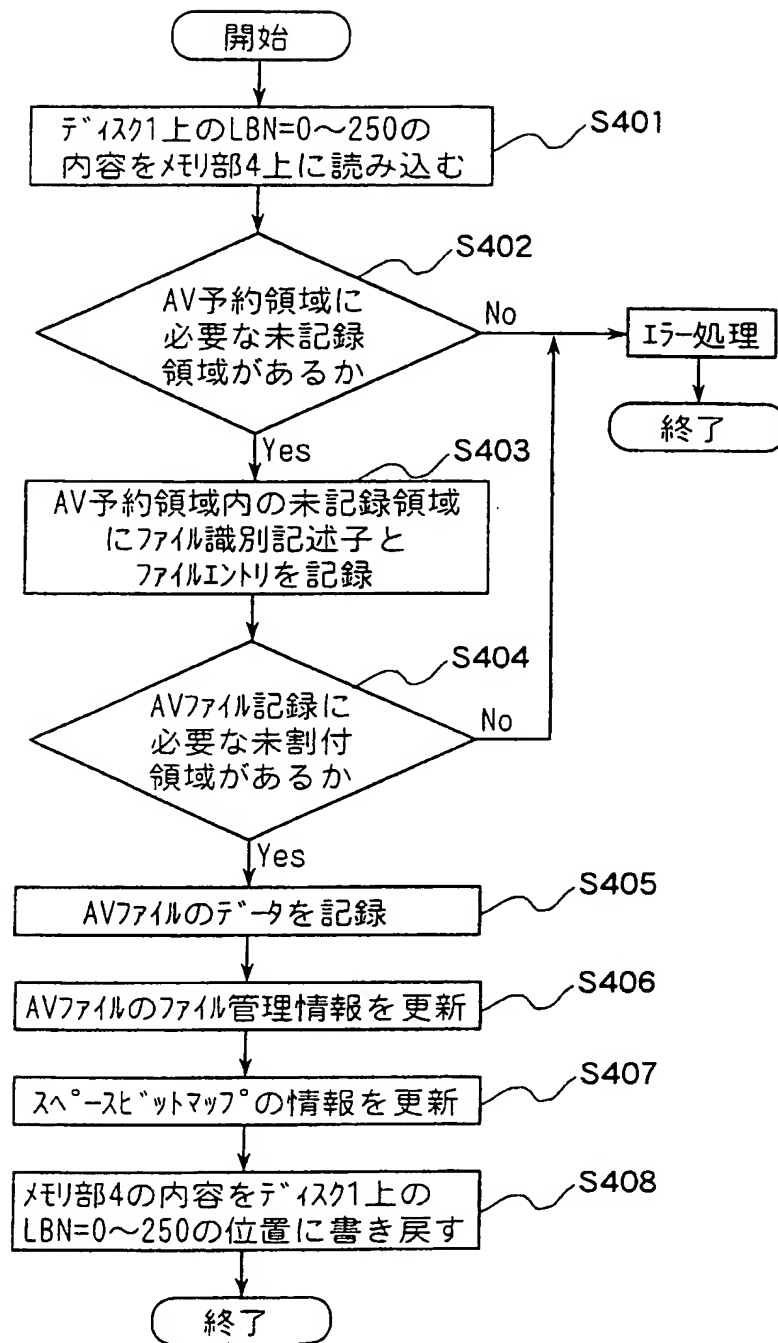 開始
ディスク1上のLBN=0～250の
内容をメモリ部4上に読み込む
S401
S402
AV予約領域に
必要な未記録
領域があるか
No
エラー処理
終了
Yes
S403
AV予約領域内の未記録領域
にファイル識別記述子と
ファイルエントリを記録
S404
AVファイル記録に
必要な未割付
領域があるか
No
Yes
S405
AVファイルのデータを記録
S406
AVファイルのファイル管理情報を更新
S407
スペースビットマップの情報を更新
S408
メモリ部4の内容をディスク1上の
LBN=0～250の位置に書き戻す
終了